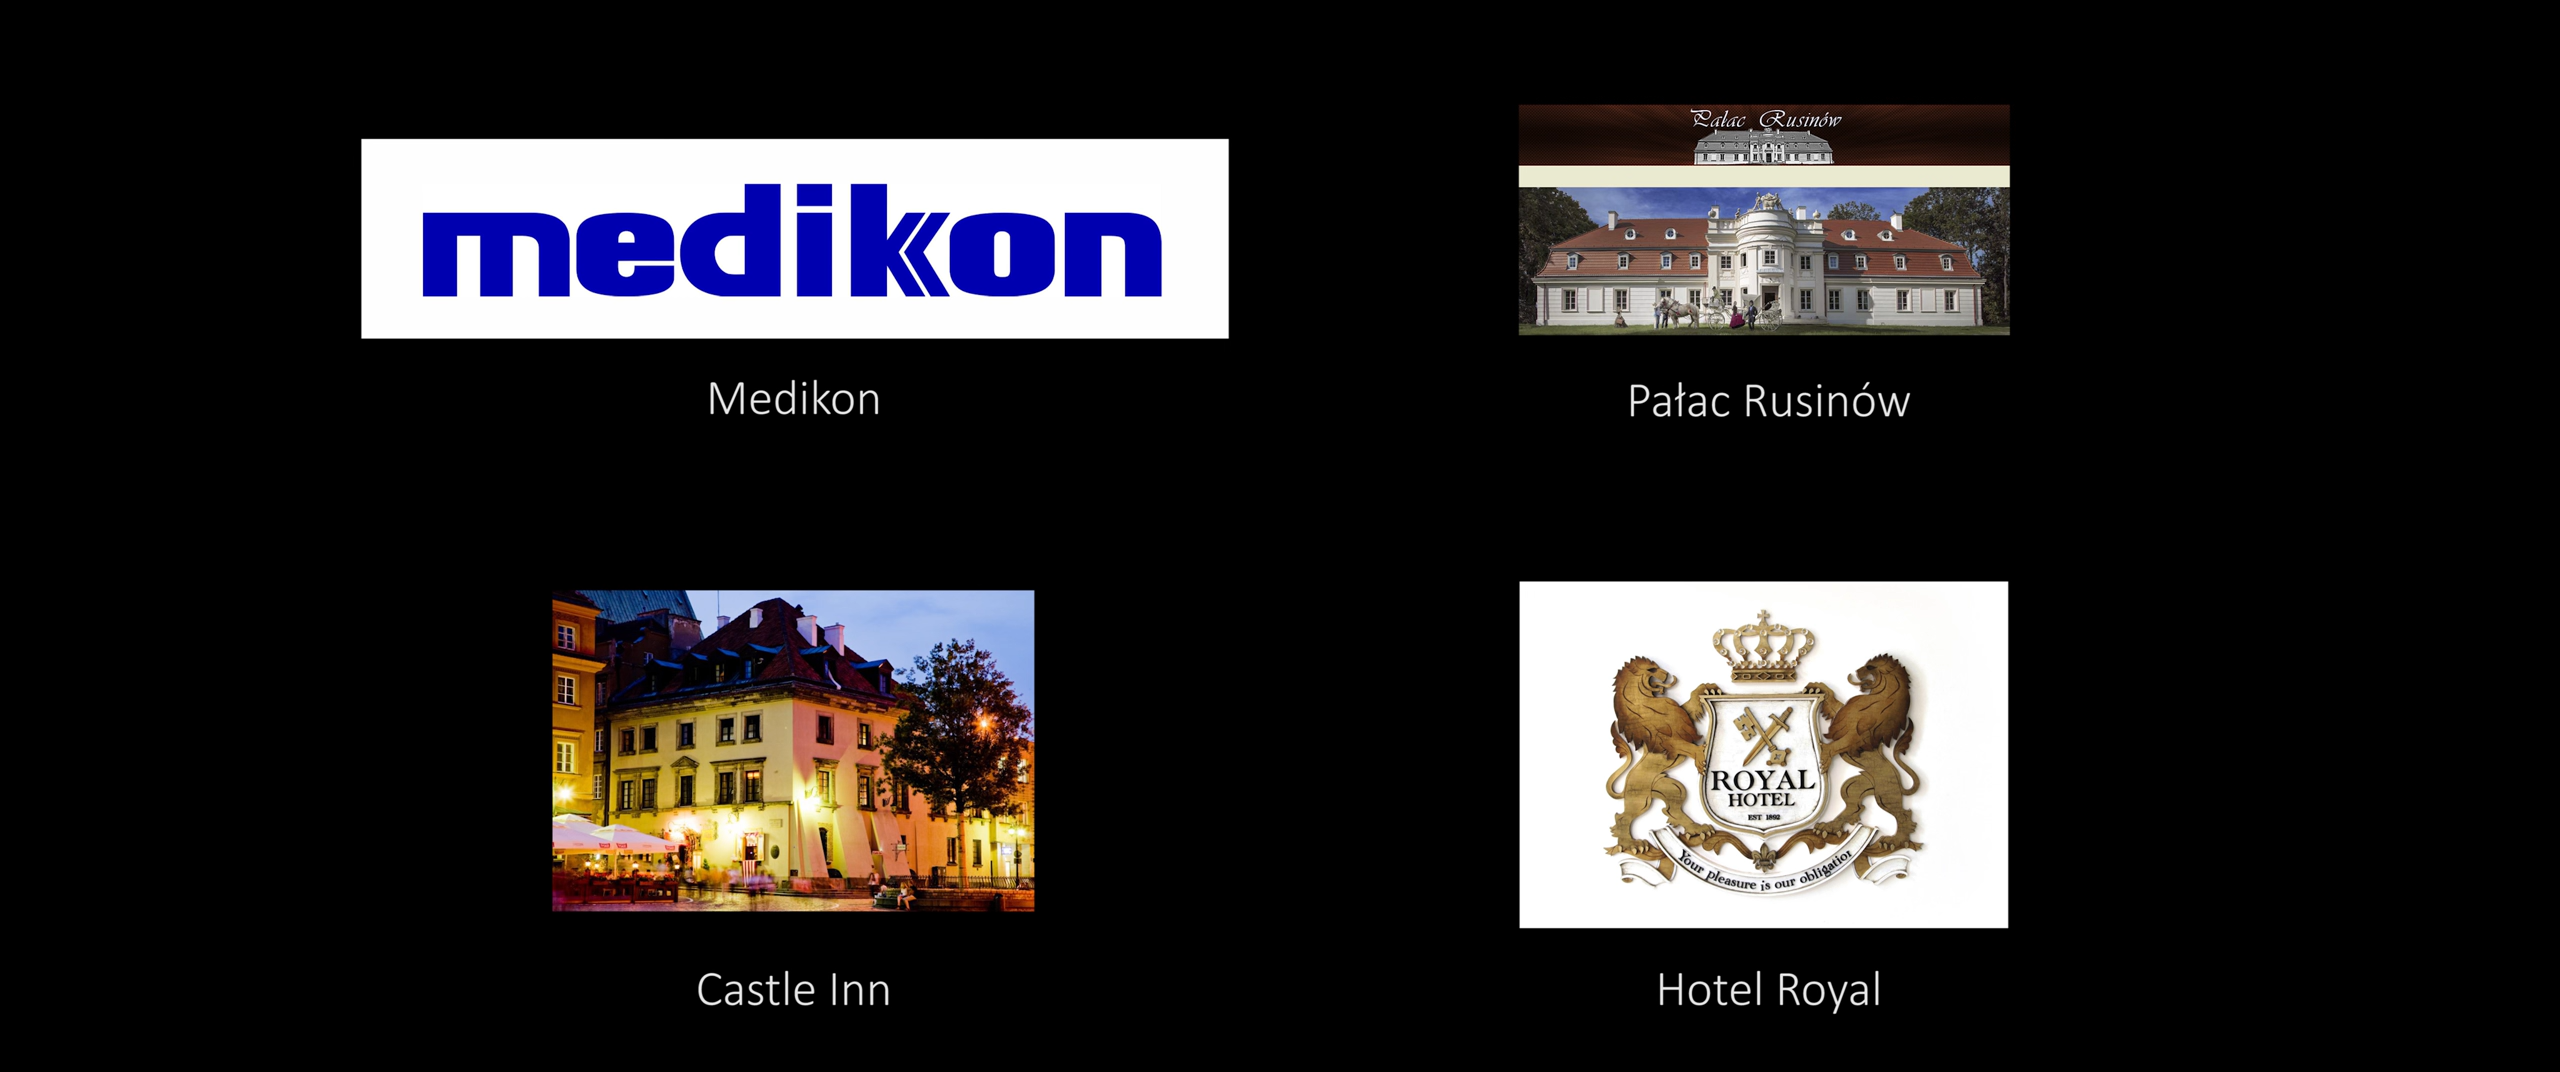 medikon
Medikon
Pałac Rusinów
Pałac Rusinów
Castle Inn
ROYAL
HOTEL
EST 1892
Your pleasure is our obligation
Hotel Royal